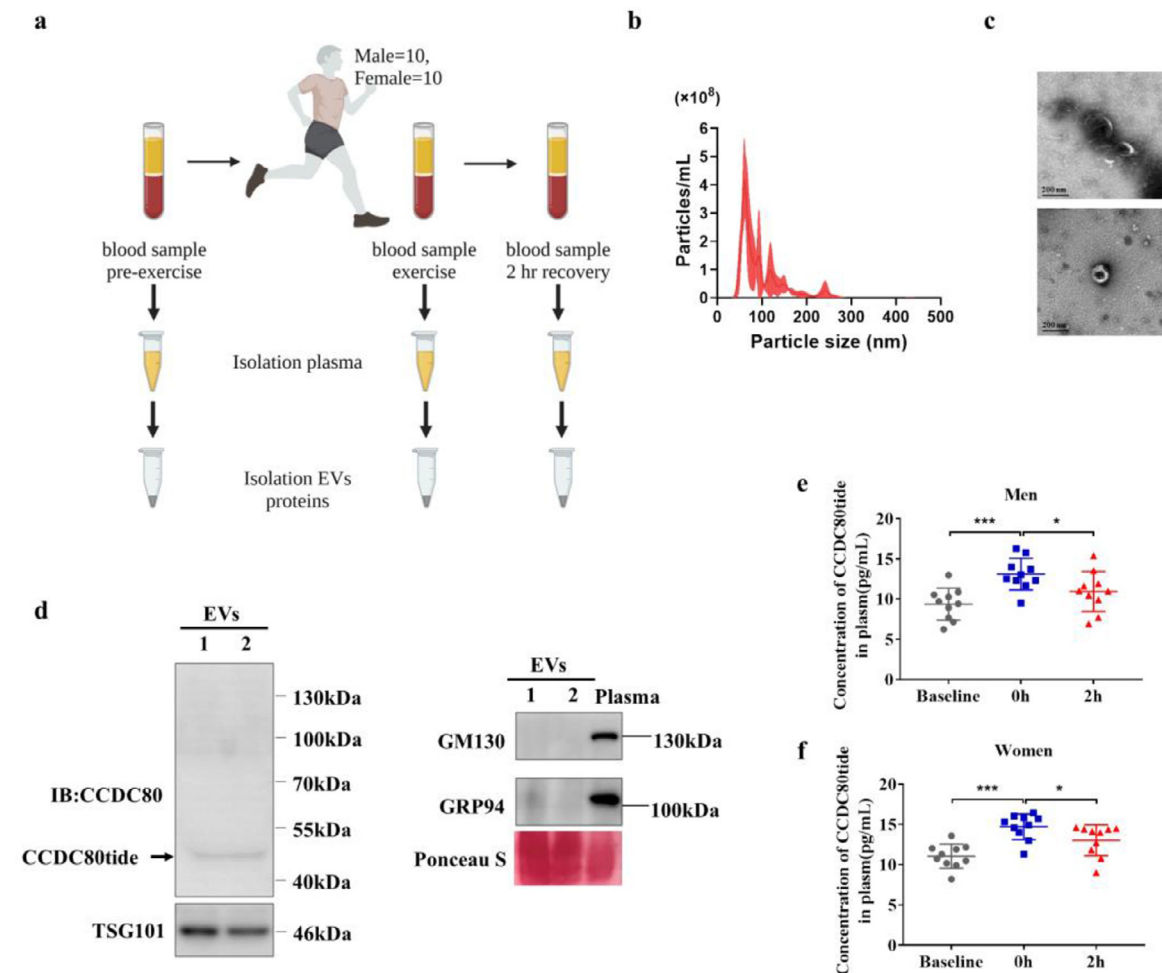 a
Male=10,
Female=10
blood sample
pre-exercise
blood sample
exercise
blood sample
2 hr recovery
Isolation plasma
Isolation EVs
proteins
b
(×10⁸)
Particles/mL
6
5
4
3
2
1
0
0 100 200 300 400 500
Particle size (nm)
c
200 nm
200 nm
d
EVs
1 2
130kDa
100kDa
70kDa
55kDa
40kDa
IB:CCDC80
CCDC80tide
TSG101
46kDa
EVs
1 2 Plasma
GM130
130kDa
GRP94
100kDa
Ponceau S
e
Men
Concentration of CCDC80tide
in plasm(pg/mL)
20
15
10
5
0
*** *
Baseline 0h 2h
f
Women
Concentration of CCDC80tide
in plasm(pg/mL)
20
15
10
5
0
*** *
Baseline 0h 2h